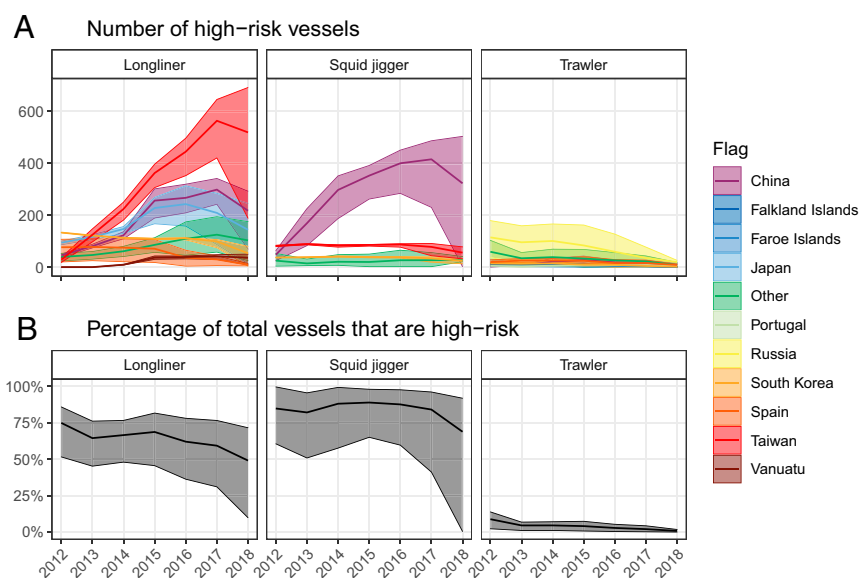 A Number of high−risk vessels
Longliner Squid jigger Trawler
600
400
200
0
Flag
China
Falkland Islands
Faroe Islands
Japan
Other
Portugal
Russia
South Korea
Spain
Taiwan
Vanuatu
B Percentage of total vessels that are high-risk
Longliner Squid jigger Trawler
100%
75%
50%
25%
0%
2012 2013 2014 2015 2016 2017 2018 2012 2013 2014 2015 2016 2017 2018 2012 2013 2014 2015 2016 2017 2018